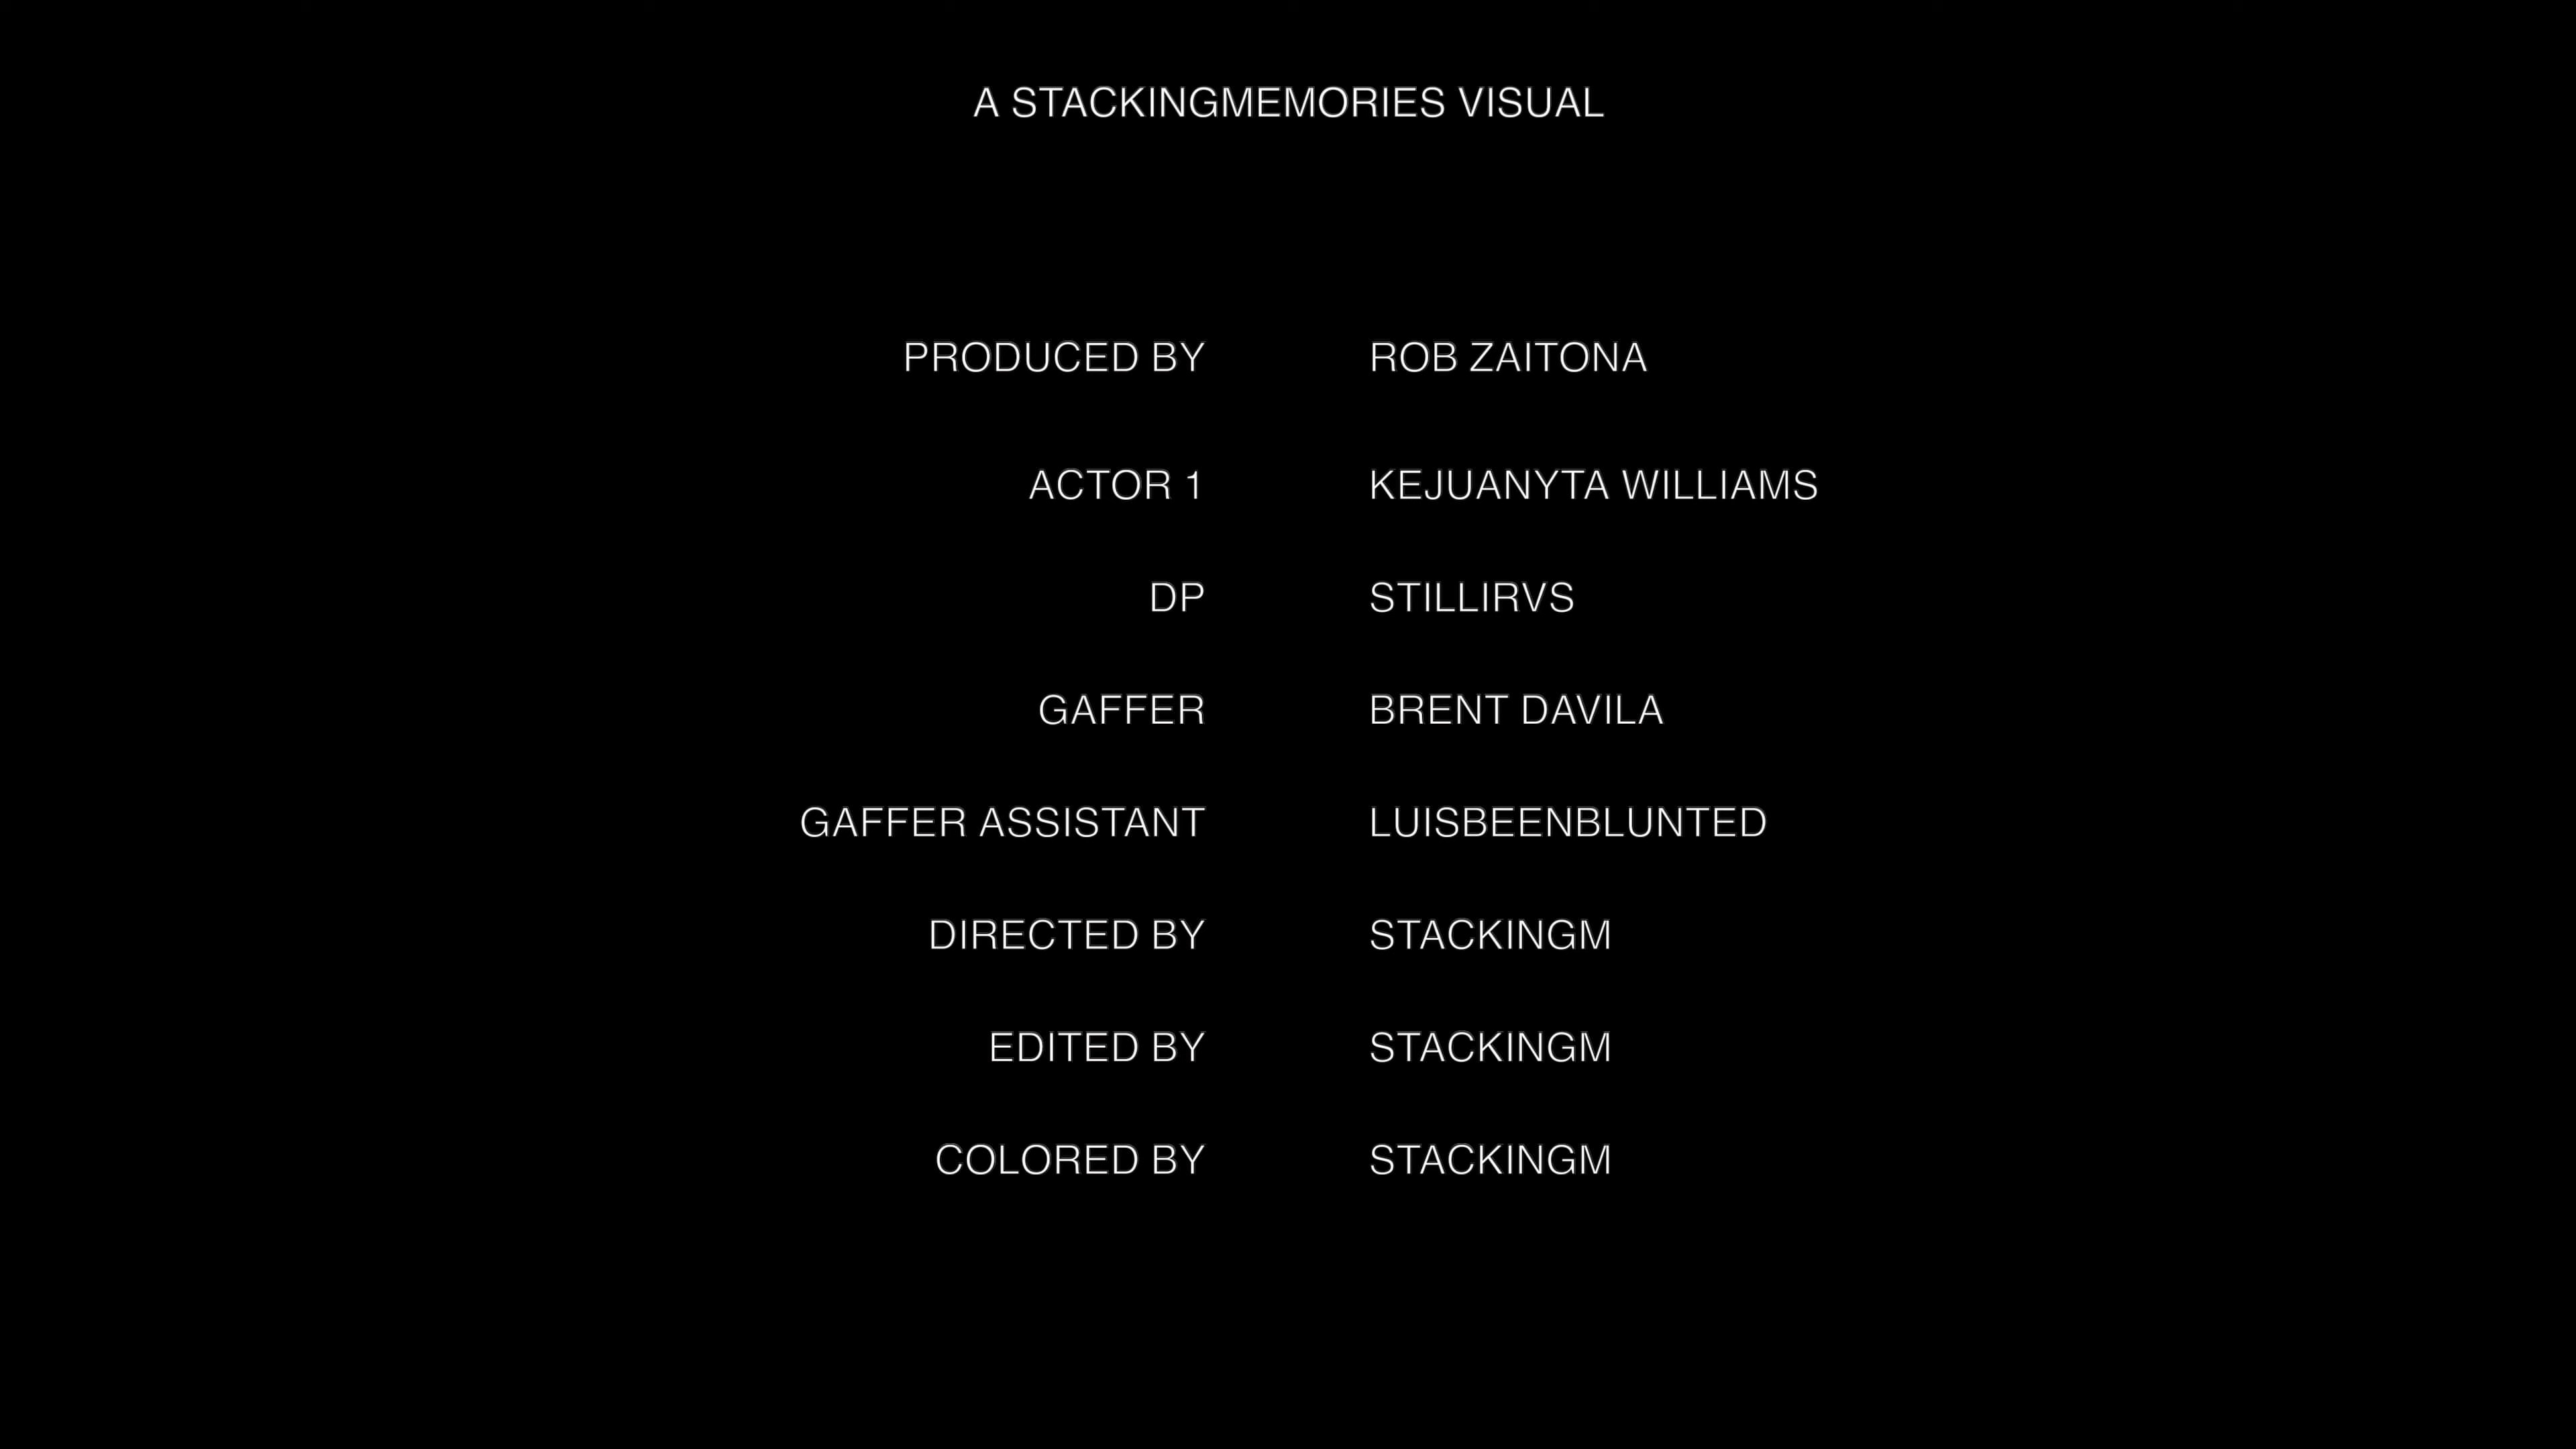 A STACKINGMEMORIES VISUAL
PRODUCED BY ROB ZAITONA
ACTOR 1 KEJUANYTA WILLIAMS
DP STILLIRVS
GAFFER BRENT DAVILA
GAFFER ASSISTANT LUISBEENBLUNTED
DIRECTED BY STACKINGM
EDITED BY STACKINGM
COLORED BY STACKINGM